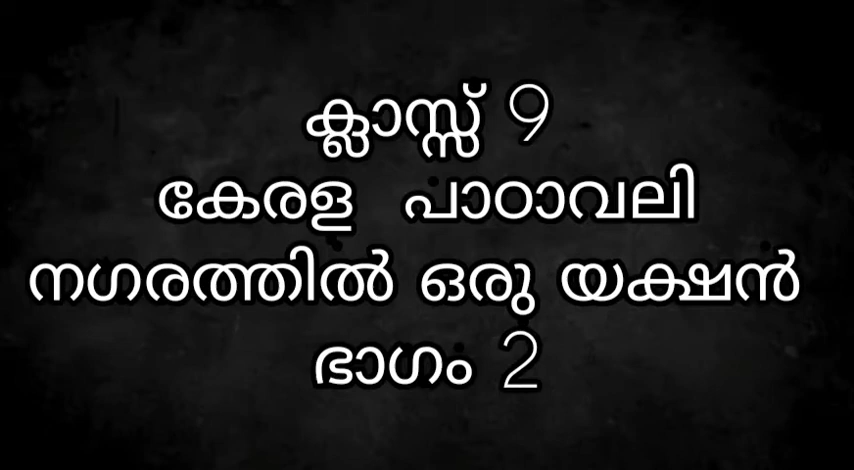 ക്ലാസ്സ് 9
കേരള പാഠാവലി
നഗരത്തിൽ ഒരു യക്ഷൻ
ഭാഗം 2